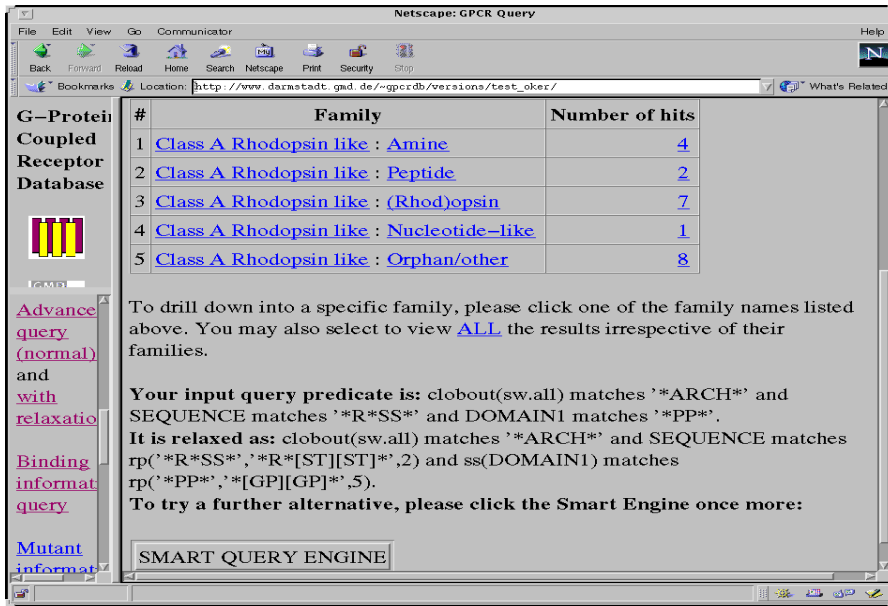 Netscape: GPCR Query
File Edit View Go Communicator Help
Back Forward Reload Home Search Netscape Print Security Stop
Bookmarks Location: http://www.darmstadt.gmd.de/~gpcrdb/versions/test_oker/ What's Related
G-Protei
Coupled
Receptor
Database
GMD
Advance
query
(normal)
and
with
relaxatio
Binding
informat
query
Mutant
informat
# Family Number of hits
1 Class A Rhodopsin like : Amine 4
2 Class A Rhodopsin like : Peptide 2
3 Class A Rhodopsin like : (Rhod)opsin 7
4 Class A Rhodopsin like : Nucleotide-like 1
5 Class A Rhodopsin like : Orphan/other 8
To drill down into a specific family, please click one of the family names listed
above. You may also select to view ALL the results irrespective of their
families.
Your input query predicate is: clobout(sw.all) matches '*ARCH*' and
SEQUENCE matches '*R*SS*' and DOMAIN1 matches '*PP*'.
It is relaxed as: clobout(sw.all) matches '*ARCH*' and SEQUENCE matches
rp('*R*SS*','*R*[ST][ST]*',2) and ss(DOMAIN1) matches
rp('*PP*','*[GP][GP]*',5).
To try a further alternative, please click the Smart Engine once more:
SMART QUERY ENGINE